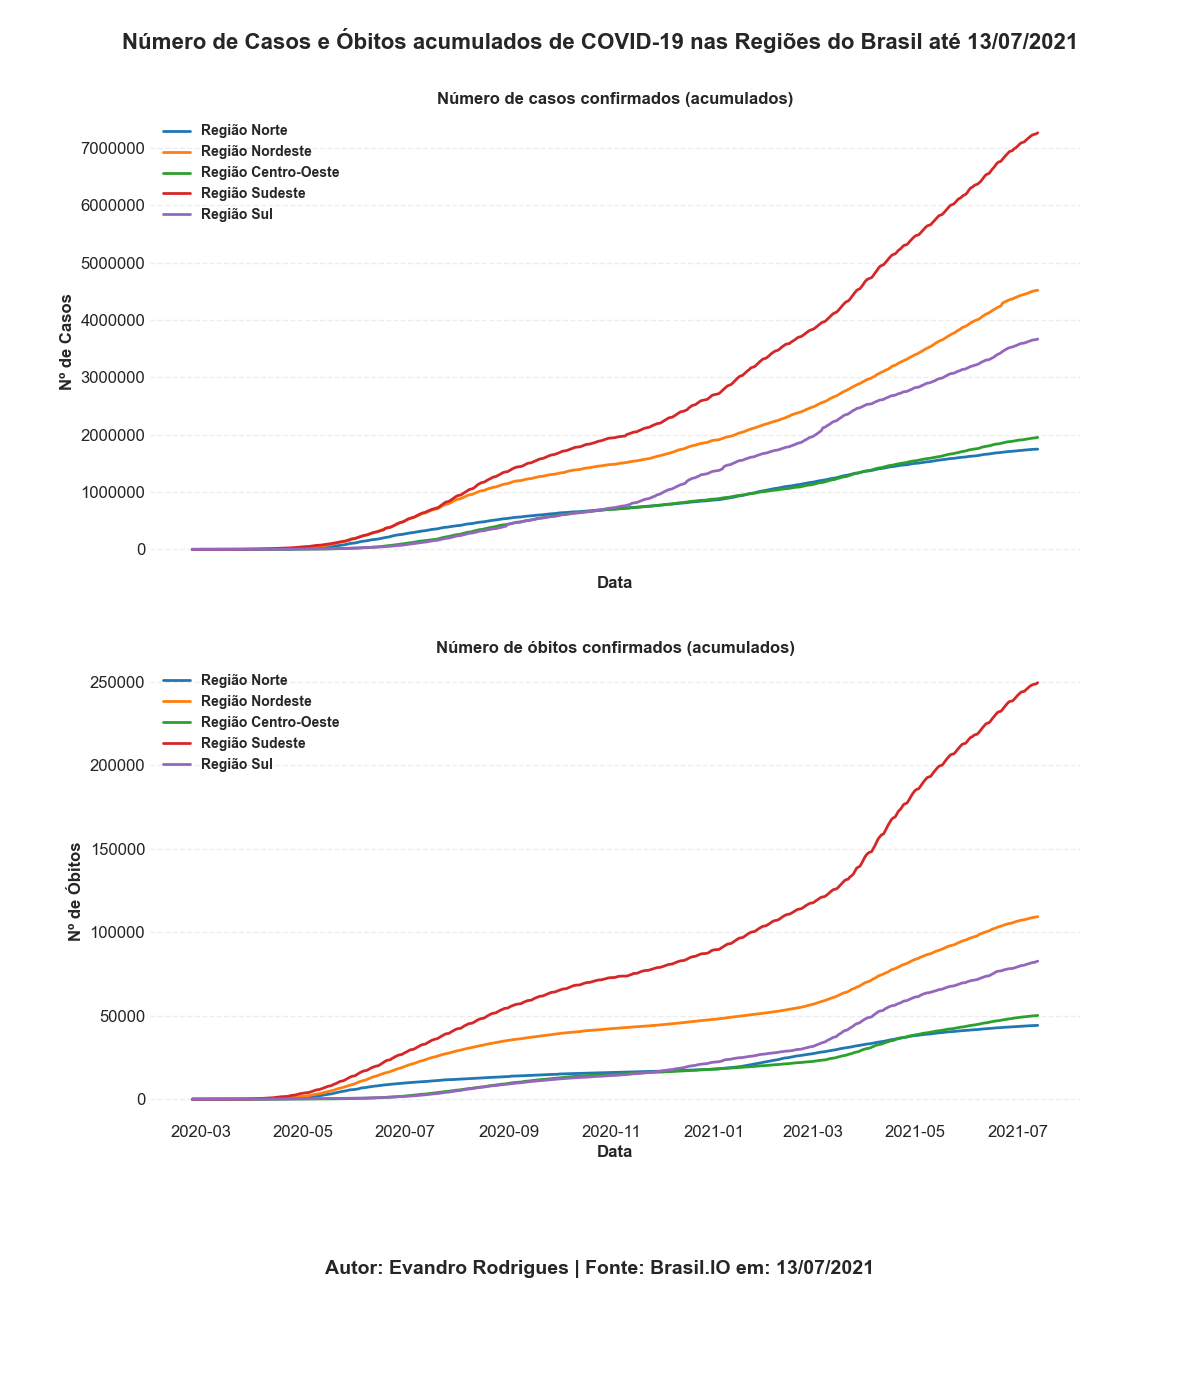 Número de Casos e Óbitos acumulados de COVID-19 nas Regiões do Brasil até 13/07/2021
Número de casos confirmados (acumulados)
Região Norte
Região Nordeste
Região Centro-Oeste
Região Sudeste
Região Sul
7000000
6000000
5000000
4000000
3000000
2000000
1000000
0
Nº de Casos
Data
Número de óbitos confirmados (acumulados)
Região Norte
Região Nordeste
Região Centro-Oeste
Região Sudeste
Região Sul
250000
200000
150000
100000
50000
0
Nº de Óbitos
2020-03 2020-05 2020-07 2020-09 2020-11 2021-01 2021-03 2021-05 2021-07
Data
Autor: Evandro Rodrigues | Fonte: Brasil.IO em: 13/07/2021